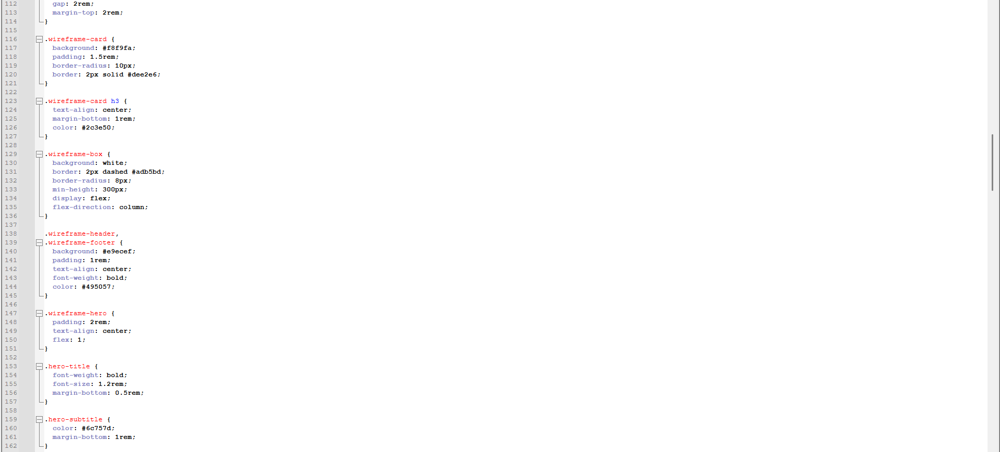 112 gap: 2rem;
113 margin-top: 2rem;
114 }
115
116 .wireframe-card {
117 background: #f8f9fa;
118 padding: 1.5rem;
119 border-radius: 10px;
120 border: 2px solid #dee2e6;
121 }
122
123 .wireframe-card h3 {
124 text-align: center;
125 margin-bottom: 1rem;
126 color: #2c3e50;
127 }
128
129 .wireframe-box {
130 background: white;
131 border: 2px dashed #adb5bd;
132 border-radius: 8px;
133 min-height: 300px;
134 display: flex;
135 flex-direction: column;
136 }
137
138 .wireframe-header,
139 .wireframe-footer {
140 background: #e9ecef;
141 padding: 1rem;
142 text-align: center;
143 font-weight: bold;
144 color: #495057;
145 }
146
147 .wireframe-hero {
148 padding: 2rem;
149 text-align: center;
150 flex: 1;
151 }
152
153 .hero-title {
154 font-weight: bold;
155 font-size: 1.2rem;
156 margin-bottom: 0.5rem;
157 }
158
159 .hero-subtitle {
160 color: #6c757d;
161 margin-bottom: 1rem;
162 }